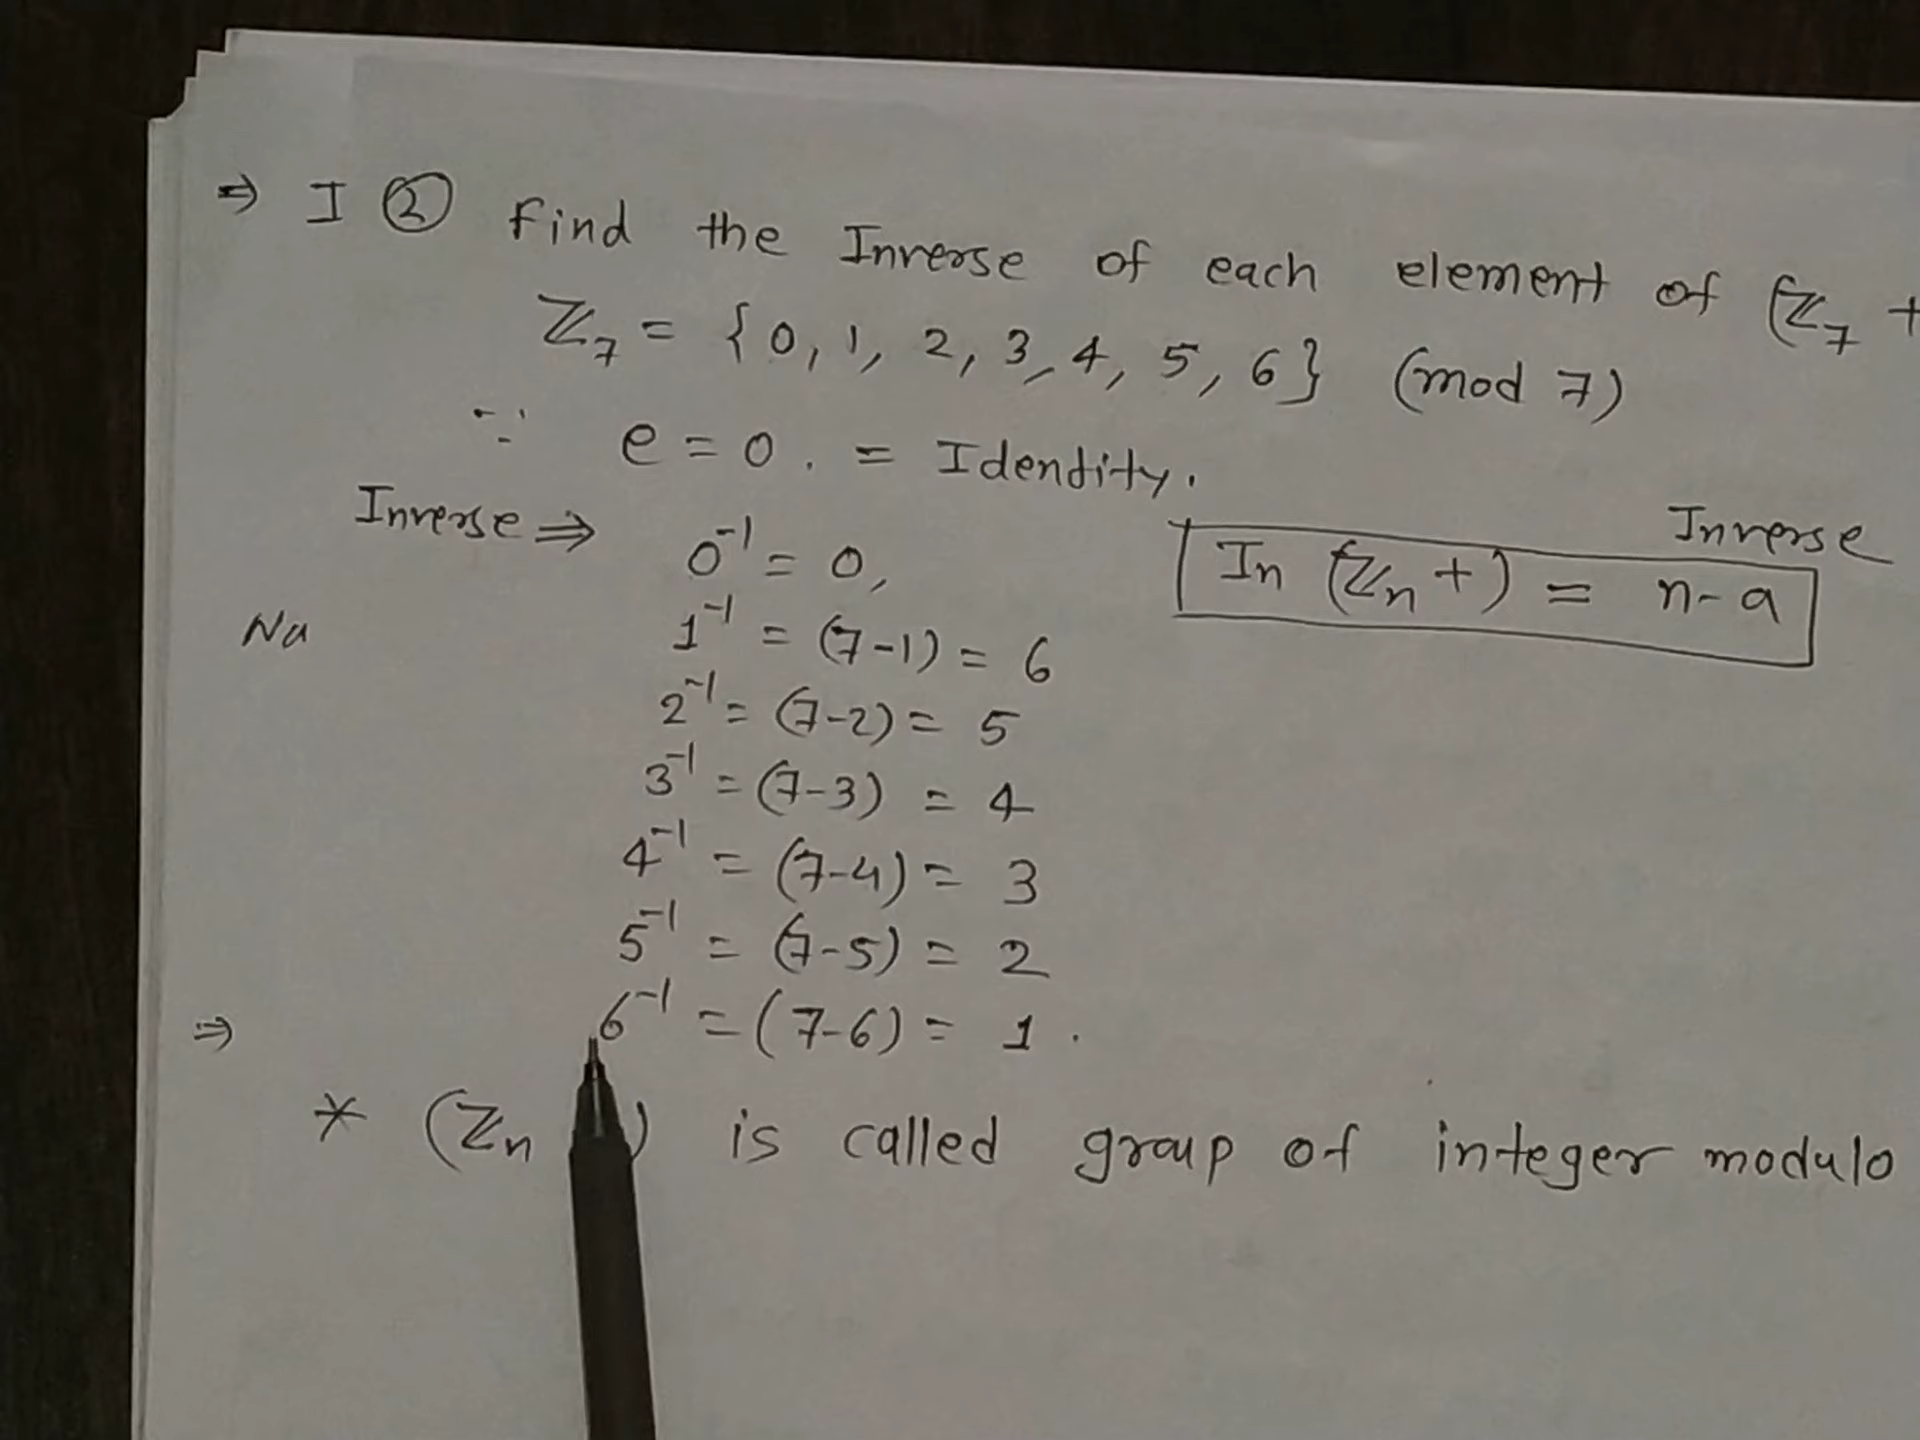 ⇒ I ② Find the Inverse of each element of (ℤ₇ +
ℤ₇ = {0, 1, 2, 3, 4, 5, 6} (mod 7)
∵ e = 0 . = Identity.
Inverse ⇒ 0⁻¹ = 0,
Inverse
In (ℤₙ +) = n-a
Na
1⁻¹ = (7-1) = 6
2⁻¹ = (7-2) = 5
3⁻¹ = (7-3) = 4
4⁻¹ = (7-4) = 3
5⁻¹ = (7-5) = 2
⇒ 6⁻¹ = (7-6) = 1 .
* (ℤₙ ) is called group of integer modulo